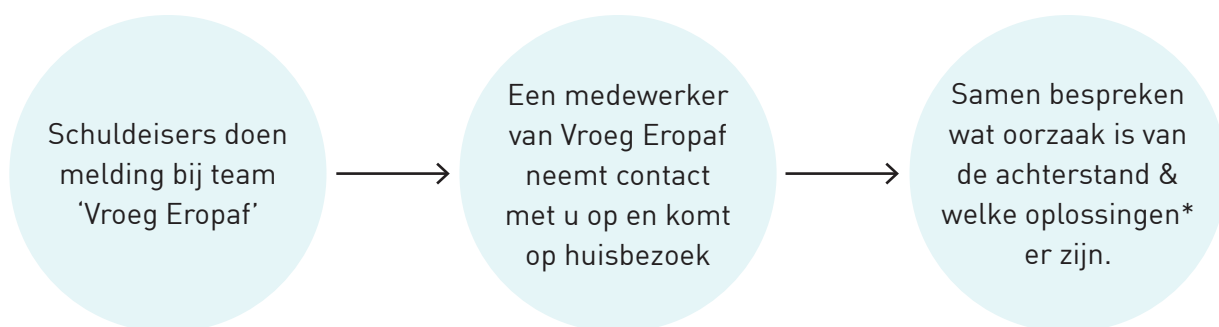 Schuldeisers doen
melding bij team
‘Vroeg Eropaf’
Een medewerker
van Vroeg Eropaf
neemt contact
met u op en komt
op huisbezoek
Samen bespreken
wat oorzaak is van
de achterstand &
welke oplossingen*
er zijn.